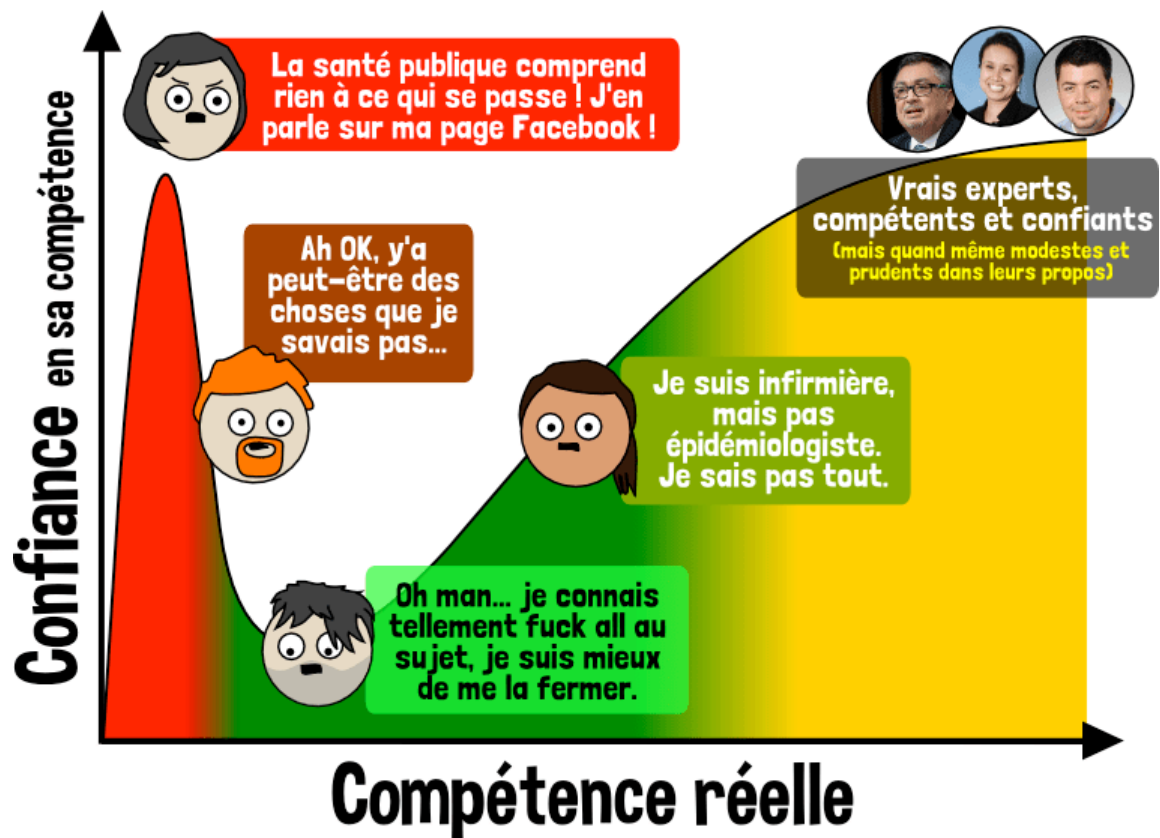 La santé publique comprend
rien à ce qui se passe ! J'en
parle sur ma page Facebook !
Vrais experts,
compétents et confiants
(mais quand même modestes et
prudents dans leurs propos)
Ah OK, y'a
peut-être des
choses que je
savais pas...
Je suis infirmière,
mais pas
épidémiologiste.
Je sais pas tout.
Oh man... je connais
tellement fuck all au
sujet, je suis mieux
de me la fermer.
Confiance en sa compétence
Compétence réelle